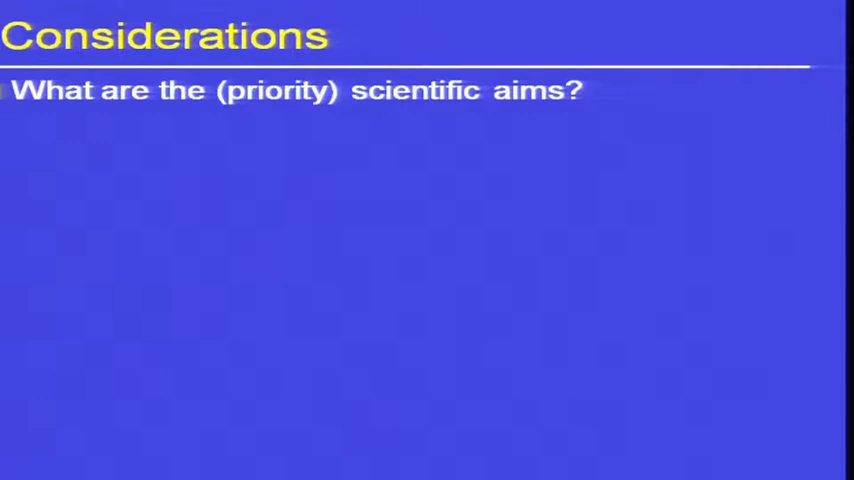 Considerations
What are the (priority) scientific aims?